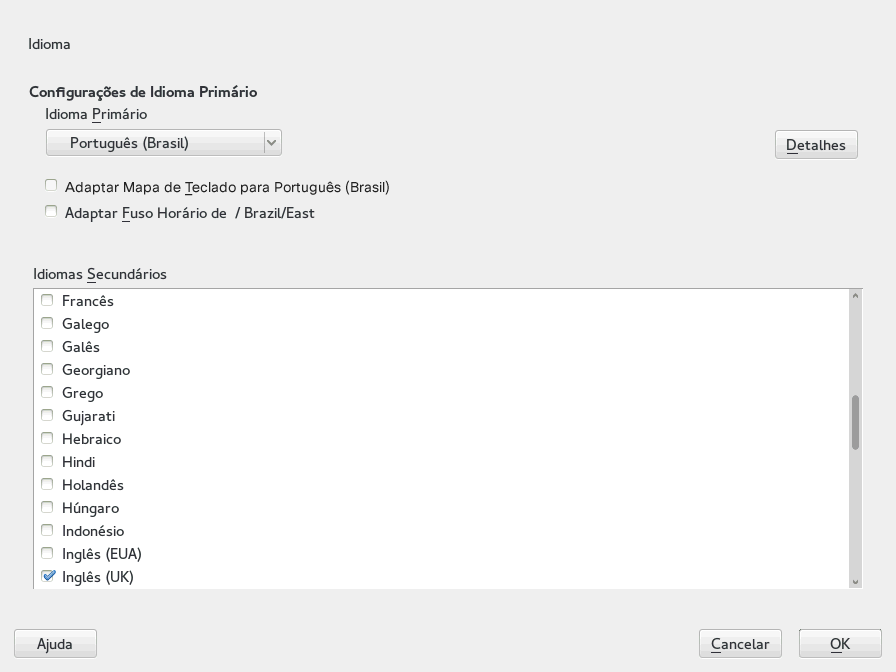 Idioma
Configurações de Idioma Primário
Idioma Primário
Português (Brasil)
Detalhes
Adaptar Mapa de Teclado para Português (Brasil)
Adaptar Fuso Horário de  / Brazil/East
Idiomas Secundários
Francês
Galego
Galês
Georgiano
Grego
Gujarati
Hebraico
Hindi
Holandês
Húngaro
Indonésio
Inglês (EUA)
Inglês (UK)
Ajuda
Cancelar
OK